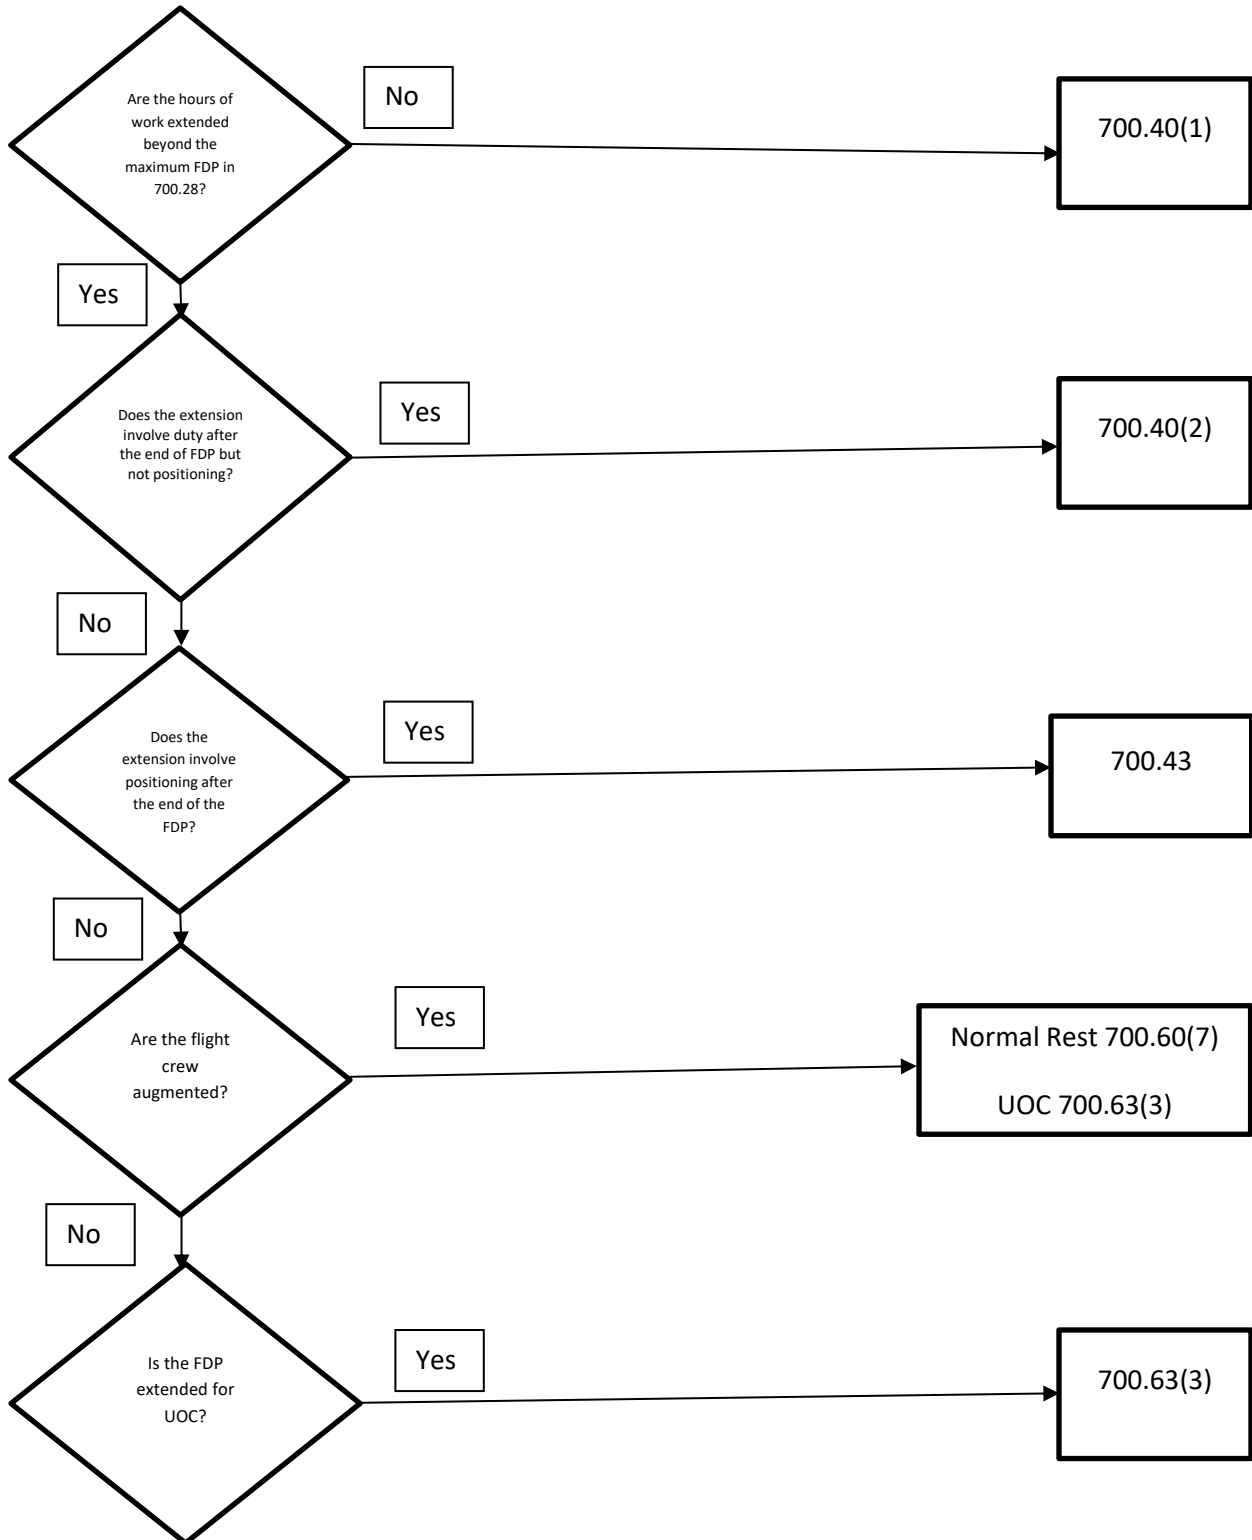 Are the hours of
work extended
beyond the
maximum FDP in
700.28?
No
700.40(1)
Yes
Does the extension
involve duty after
the end of FDP but
not positioning?
Yes
700.40(2)
No
Does the
extension involve
positioning after
the end of the
FDP?
Yes
700.43
No
Are the flight
crew
augmented?
Yes
Normal Rest 700.60(7)
UOC 700.63(3)
No
Is the FDP
extended for
UOC?
Yes
700.63(3)